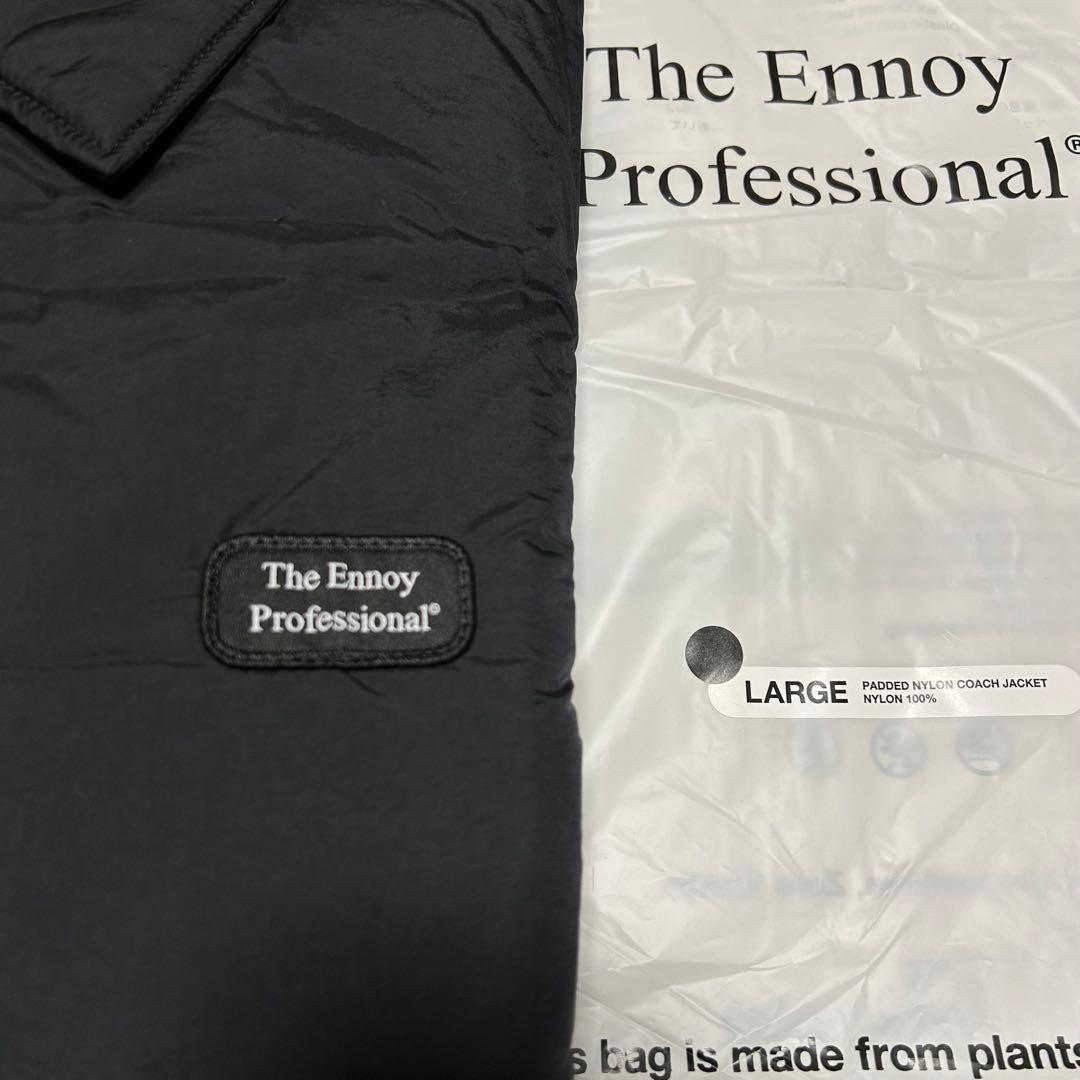 The Ennoy
Professional®
The Ennoy
Professional®
LARGE PADDED NYLON COACH JACKET
NYLON 100%
s bag is made from plants